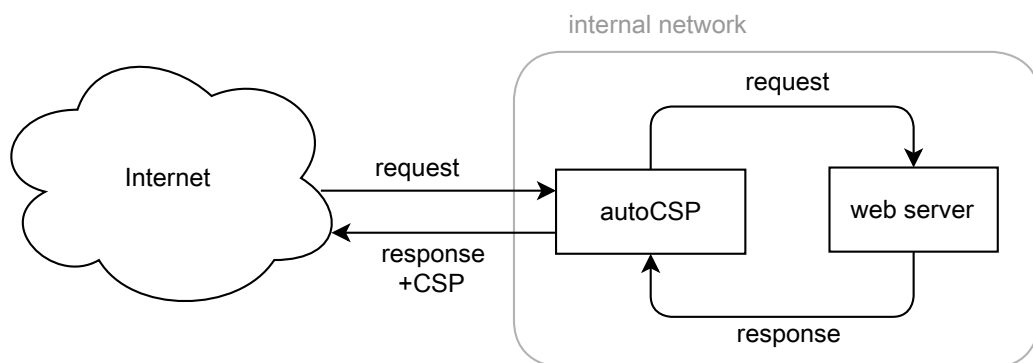 internal network
request
Internet
request
autoCSP
web server
response
+CSP
response